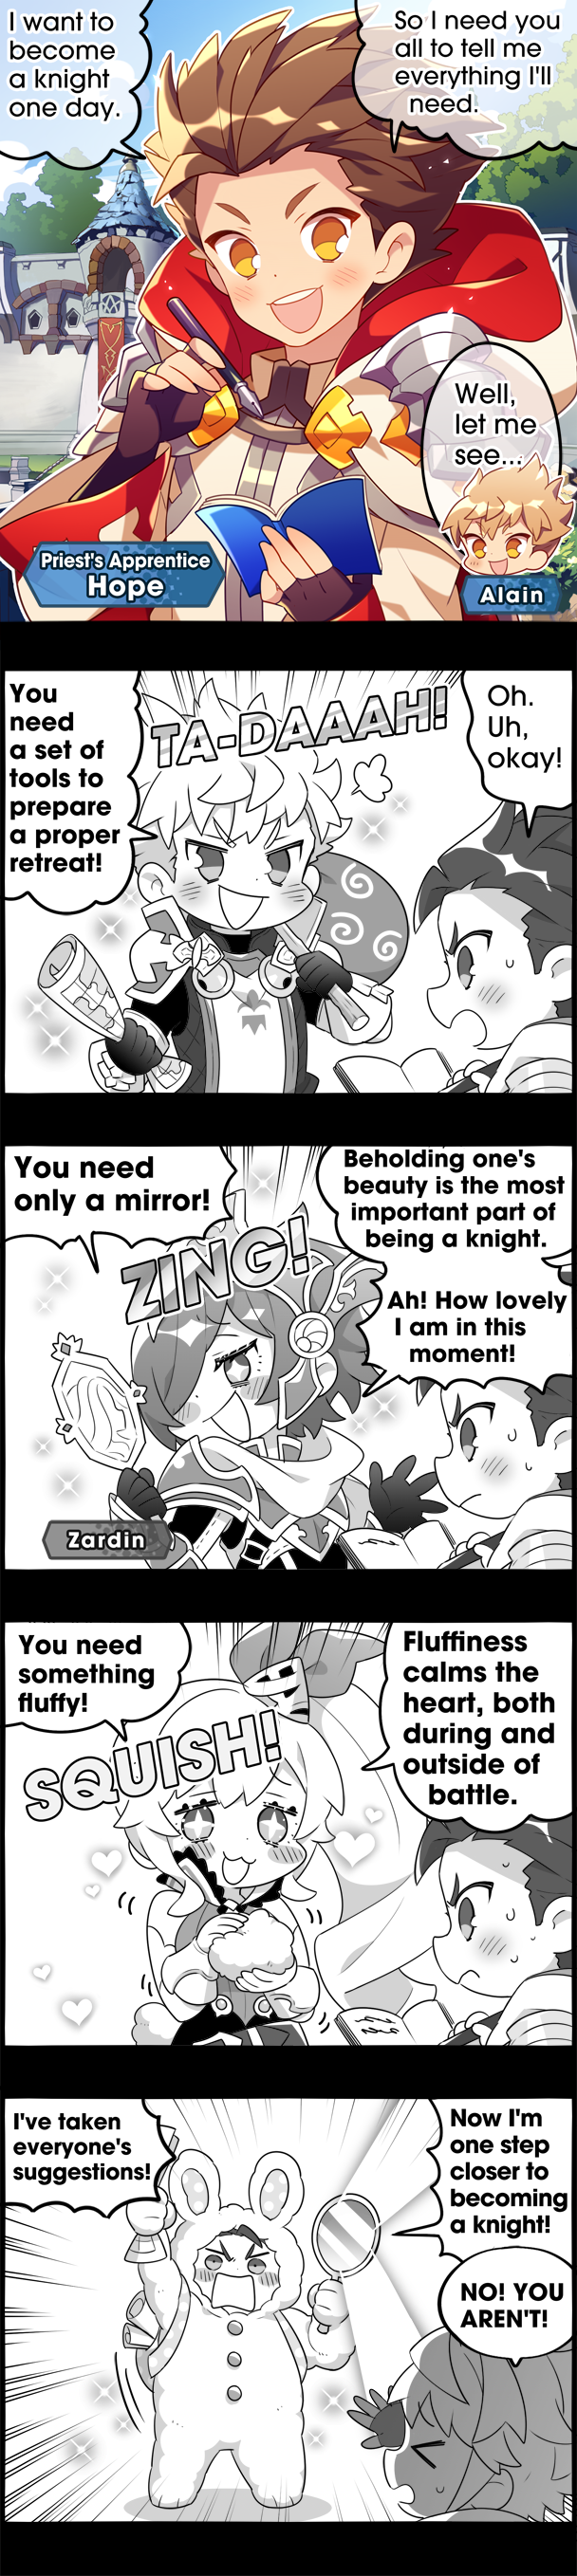 I want to
become
a knight
one day.
So I need you
all to tell me
everything I'll
need.
Well,
let me
see...
Priest's Apprentice
Hope
Alain
You
need
a set of
tools to
prepare
a proper
retreat!
TA-DAAAH!
Oh.
Uh,
okay!
You need
only a mirror!
ZING!
Beholding one's
beauty is the most
important part of
being a knight.
Ah! How lovely
I am in this
moment!
Zardin
You need
something
fluffy!
SQUISH!
Fluffiness
calms the
heart, both
during and
outside of
battle.
I've taken
everyone's
suggestions!
Now I'm
one step
closer to
becoming
a knight!
NO! YOU
AREN'T!